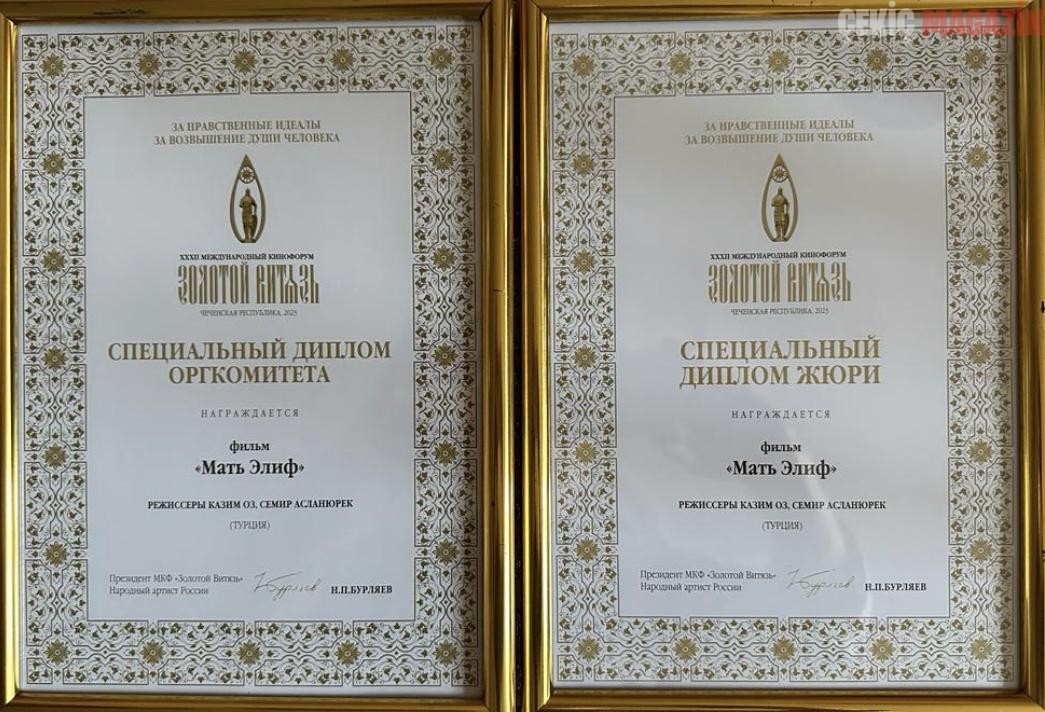 ÇEKİÇ MAGAZİN
ЗА НРАВСТВЕННЫЕ ИДЕАЛЫ
ЗА ВОЗВЫШЕНИЕ ДУШИ ЧЕЛОВЕКА
XXXII МЕЖДУНАРОДНЫЙ КИНОФОРУМ
ЗОЛОТОЙ ВИТЯЗЬ
ЧЕЧЕНСКАЯ РЕСПУБЛИКА, 2023
СПЕЦИАЛЬНЫЙ ДИПЛОМ
ОРГКОМИТЕТА
НАГРАЖДАЕТСЯ
фильм
«Мать Элиф»
РЕЖИССЕРЫ КАЗИМ ОЗ, СЕМИР АСЛАНЮРЕК
(ТУРЦИЯ)
Президент МКФ «Золотой Витязь»
Народный артист России
Н.П.БУРЛЯЕВ
ЗА НРАВСТВЕННЫЕ ИДЕАЛЫ
ЗА ВОЗВЫШЕНИЕ ДУШИ ЧЕЛОВЕКА
XXXII МЕЖДУНАРОДНЫЙ КИНОФОРУМ
ЗОЛОТОЙ ВИТЯЗЬ
ЧЕЧЕНСКАЯ РЕСПУБЛИКА, 2023
СПЕЦИАЛЬНЫЙ
ДИПЛОМ ЖЮРИ
НАГРАЖДАЕТСЯ
фильм
«Мать Элиф»
РЕЖИССЕРЫ КАЗИМ ОЗ, СЕМИР АСЛАНЮРЕК
(ТУРЦИЯ)
Президент МКФ «Золотой Витязь»
Народный артист России
Н.П.БУРЛЯЕВ